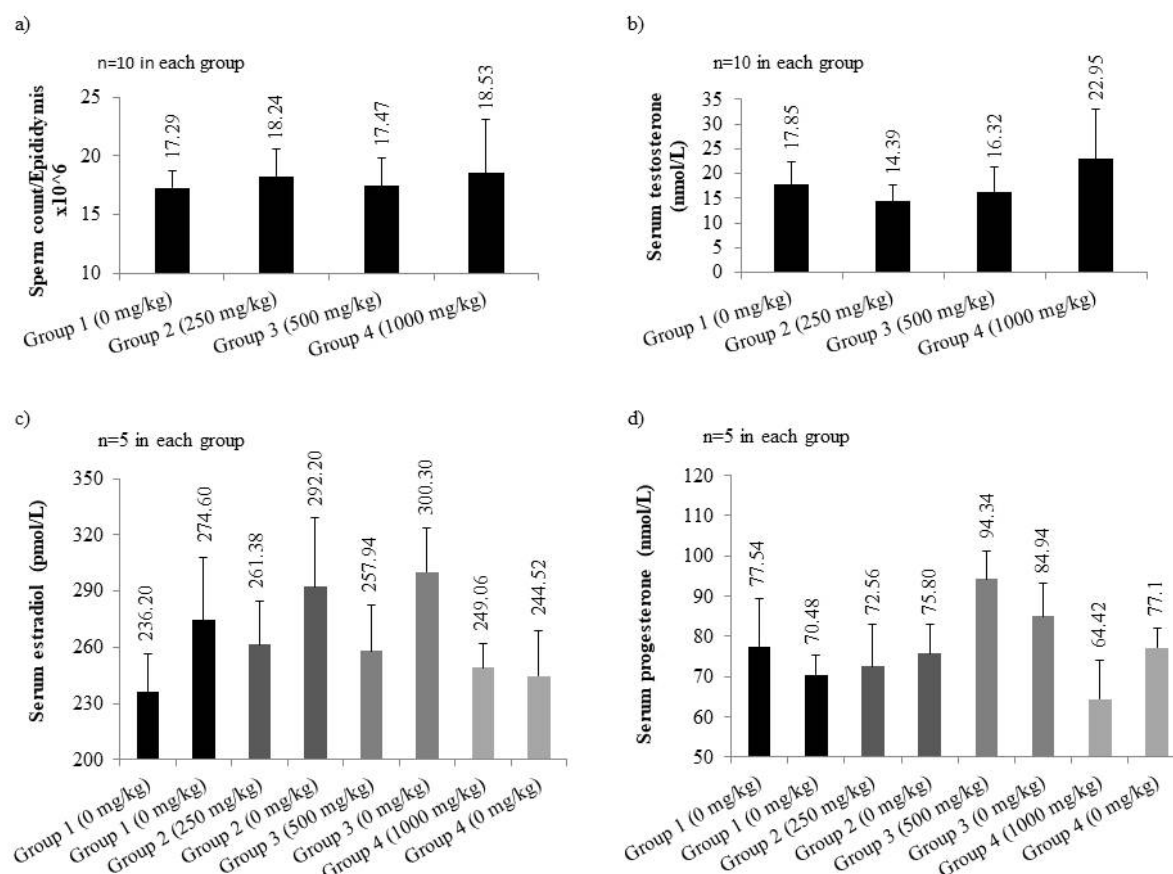 a)
n=10 in each group
Sperm count/Epididymis
x10^6
25
20
15
10
17.29
18.24
17.47
18.53
Group 1 (0 mg/kg)
Group 2 (250 mg/kg)
Group 3 (500 mg/kg)
Group 4 (1000 mg/kg)
b)
n=10 in each group
Serum testosterone
(nmol/L)
35
30
25
20
15
10
5
0
17.85
14.39
16.32
22.95
Group 1 (0 mg/kg)
Group 2 (250 mg/kg)
Group 3 (500 mg/kg)
Group 4 (1000 mg/kg)
c)
n=5 in each group
Serum estradiol (pmol/L)
350
320
290
260
230
200
236.20
274.60
261.38
292.20
257.94
300.30
249.06
244.52
Group 1 (0 mg/kg)
Group 1 (0 mg/kg)
Group 2 (250 mg/kg)
Group 2 (0 mg/kg)
Group 3 (500 mg/kg)
Group 3 (0 mg/kg)
Group 4 (1000 mg/kg)
Group 4 (0 mg/kg)
d)
n=5 in each group
Serum progesterone (nmol/L)
120
110
100
90
80
70
60
50
77.54
70.48
72.56
75.80
94.34
84.94
64.42
77.1
Group 1 (0 mg/kg)
Group 1 (0 mg/kg)
Group 2 (250 mg/kg)
Group 2 (0 mg/kg)
Group 3 (500 mg/kg)
Group 3 (0 mg/kg)
Group 4 (1000 mg/kg)
Group 4 (0 mg/kg)